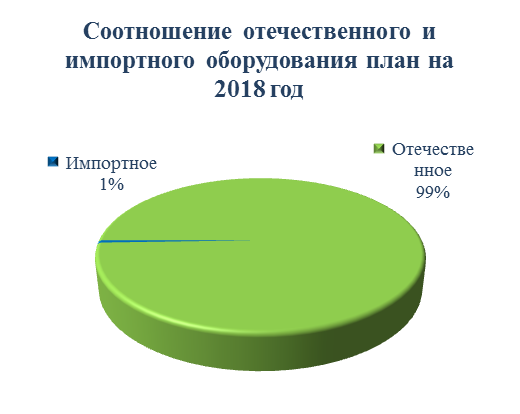 Соотношение отечественного и
импортного оборудования план на
2018 год
Импортное
1%
Отечестве
нное
99%